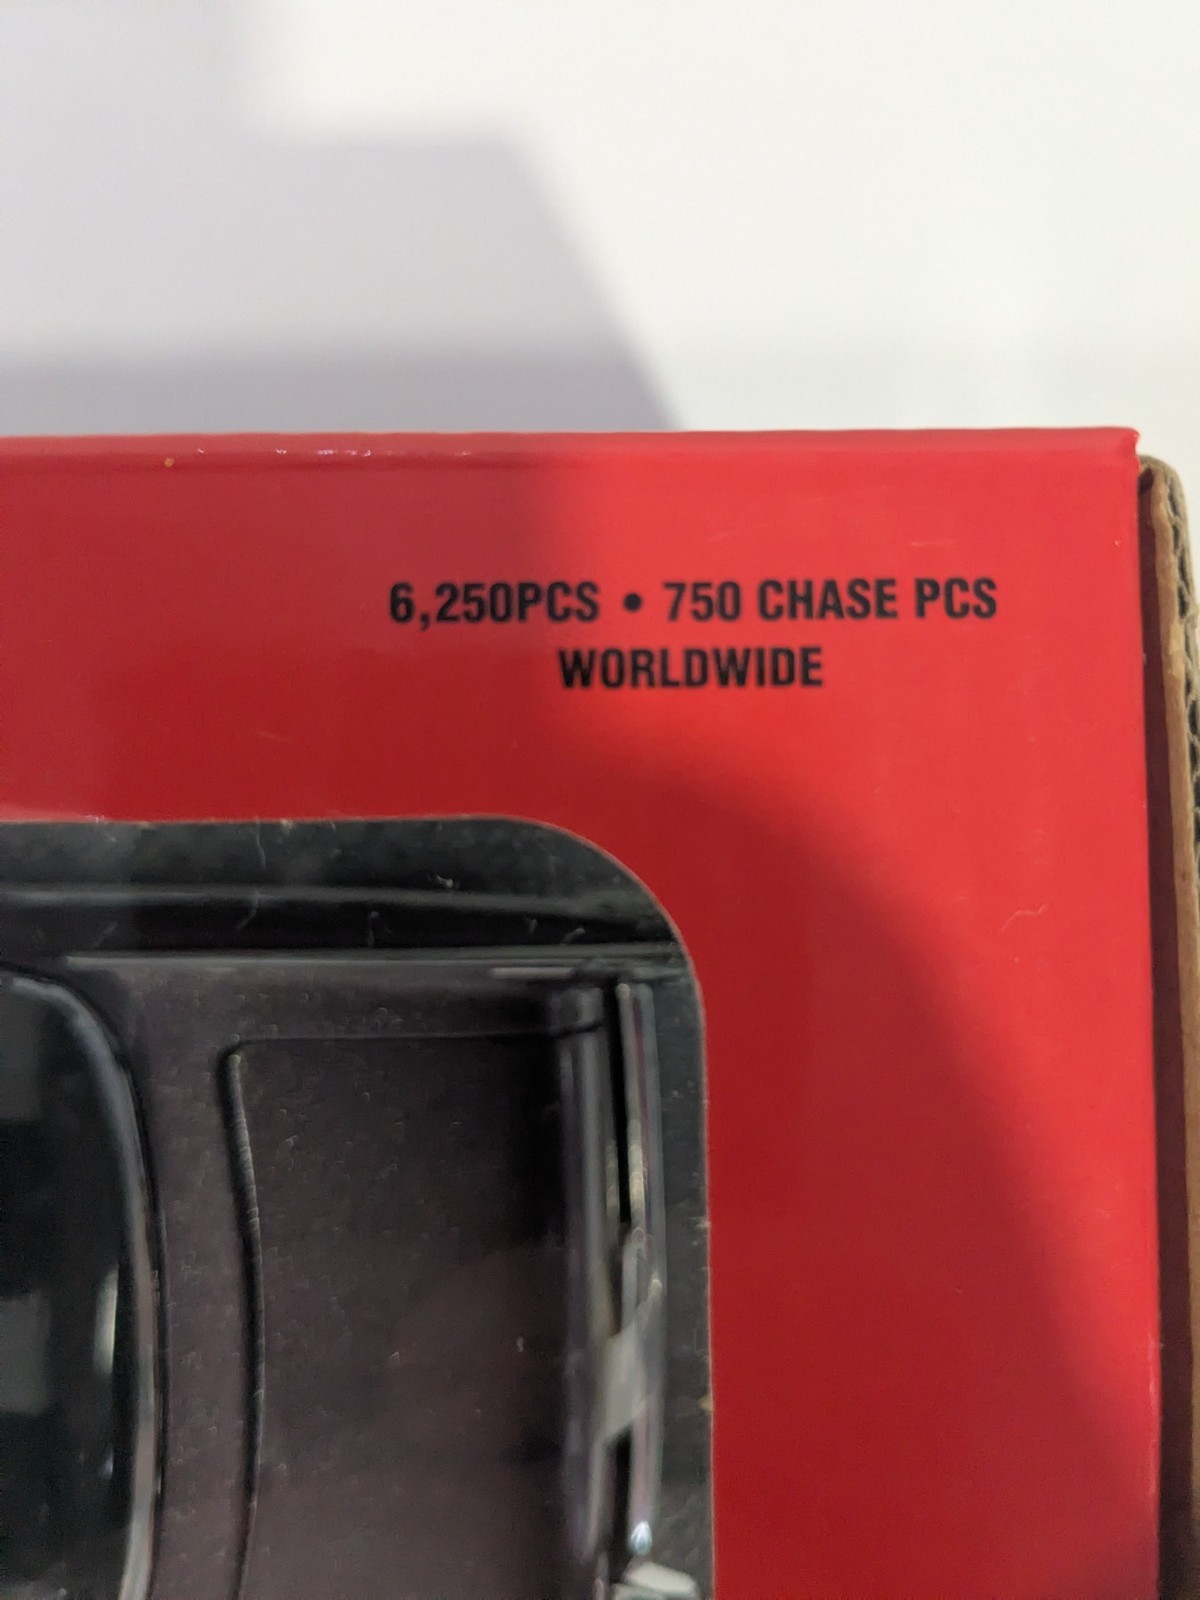 6,250PCS • 750 CHASE PCS
WORLDWIDE